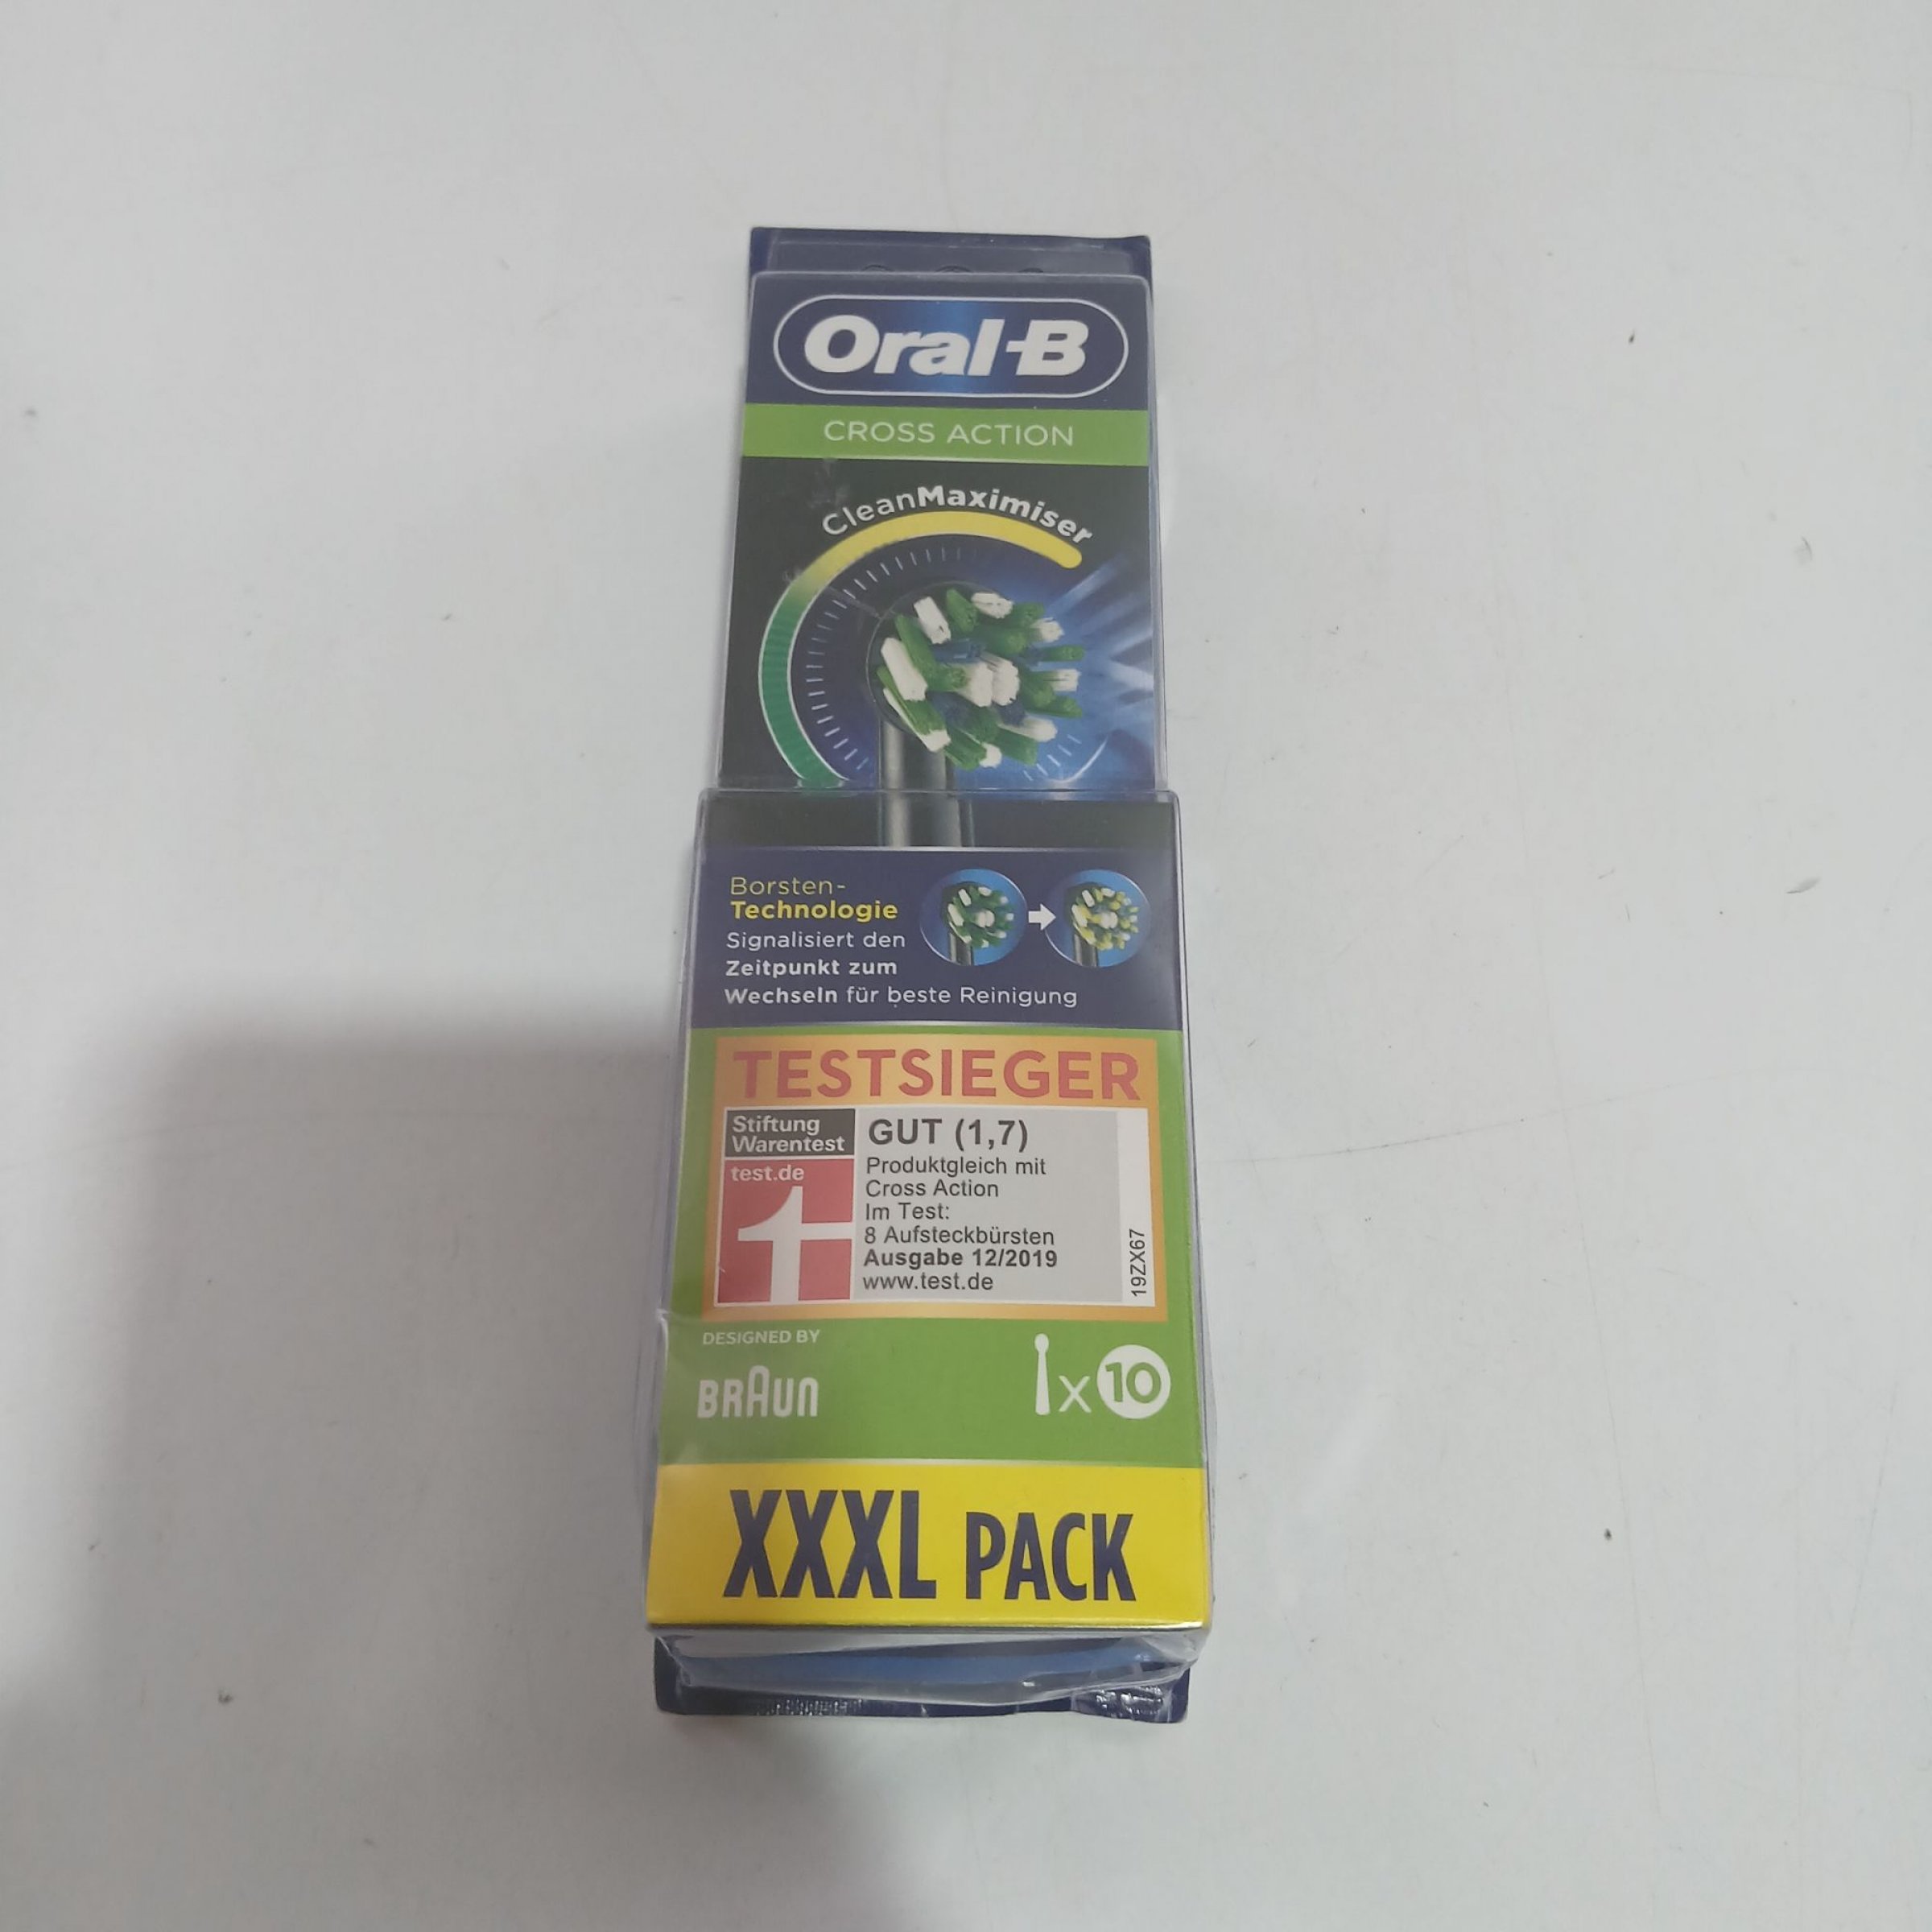 Oral-B
CROSS ACTION
CleanMaximiser
Borsten-
Technologie
Signalisiert den
Zeitpunkt zum
Wechseln für beste Reinigung
TESTSIEGER
Stiftung
Warentest
test.de
GUT (1,7)
Produktgleich mit
Cross Action
Im Test:
8 Aufsteckbürsten
Ausgabe 12/2019
www.test.de
19ZX67
DESIGNED BY
BRAUN
x 10
XXXL PACK